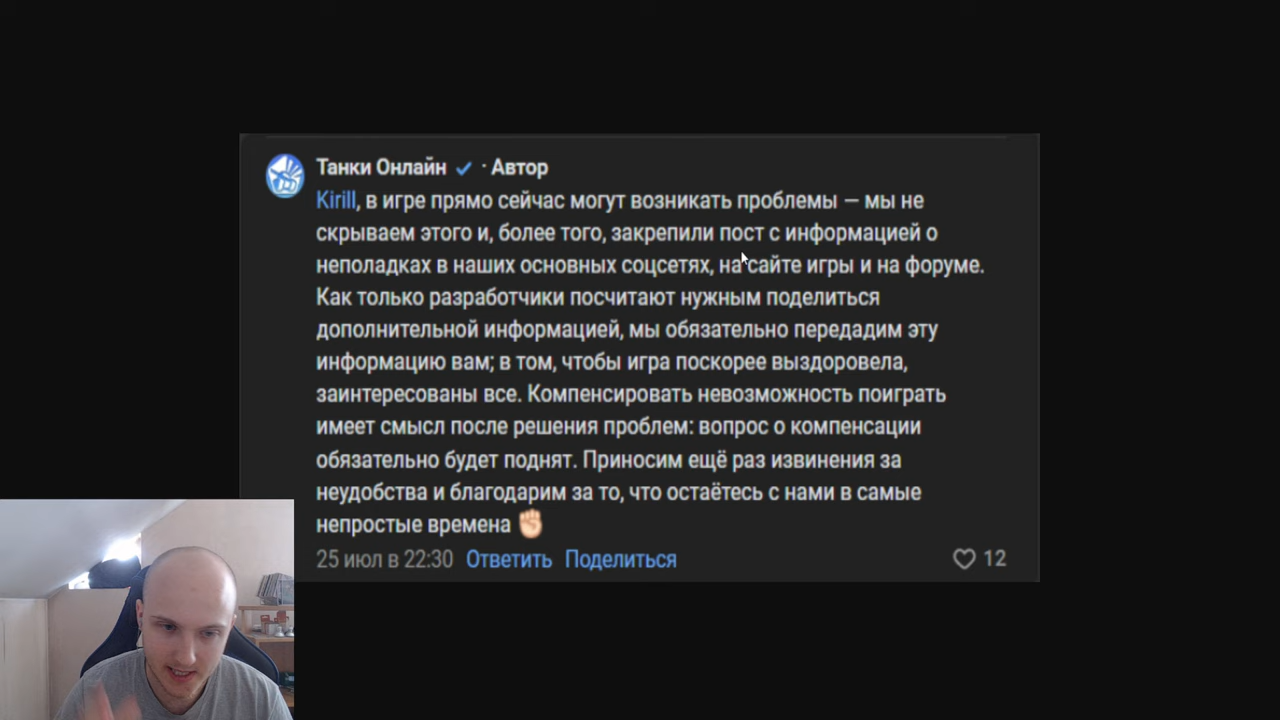 Танки Онлайн · Автор
Kirill, в игре прямо сейчас могут возникать проблемы — мы не
скрываем этого и, более того, закрепили пост с информацией о
неполадках в наших основных соцсетях, на сайте игры и на форуме.
Как только разработчики посчитают нужным поделиться
дополнительной информацией, мы обязательно передадим эту
информацию вам; в том, чтобы игра поскорее выздоровела,
заинтересованы все. Компенсировать невозможность поиграть
имеет смысл после решения проблем: вопрос о компенсации
обязательно будет поднят. Приносим ещё раз извинения за
неудобства и благодарим за то, что остаётесь с нами в самые
непростые времена ✊🏻
25 июл в 22:30 Ответить Поделиться 12